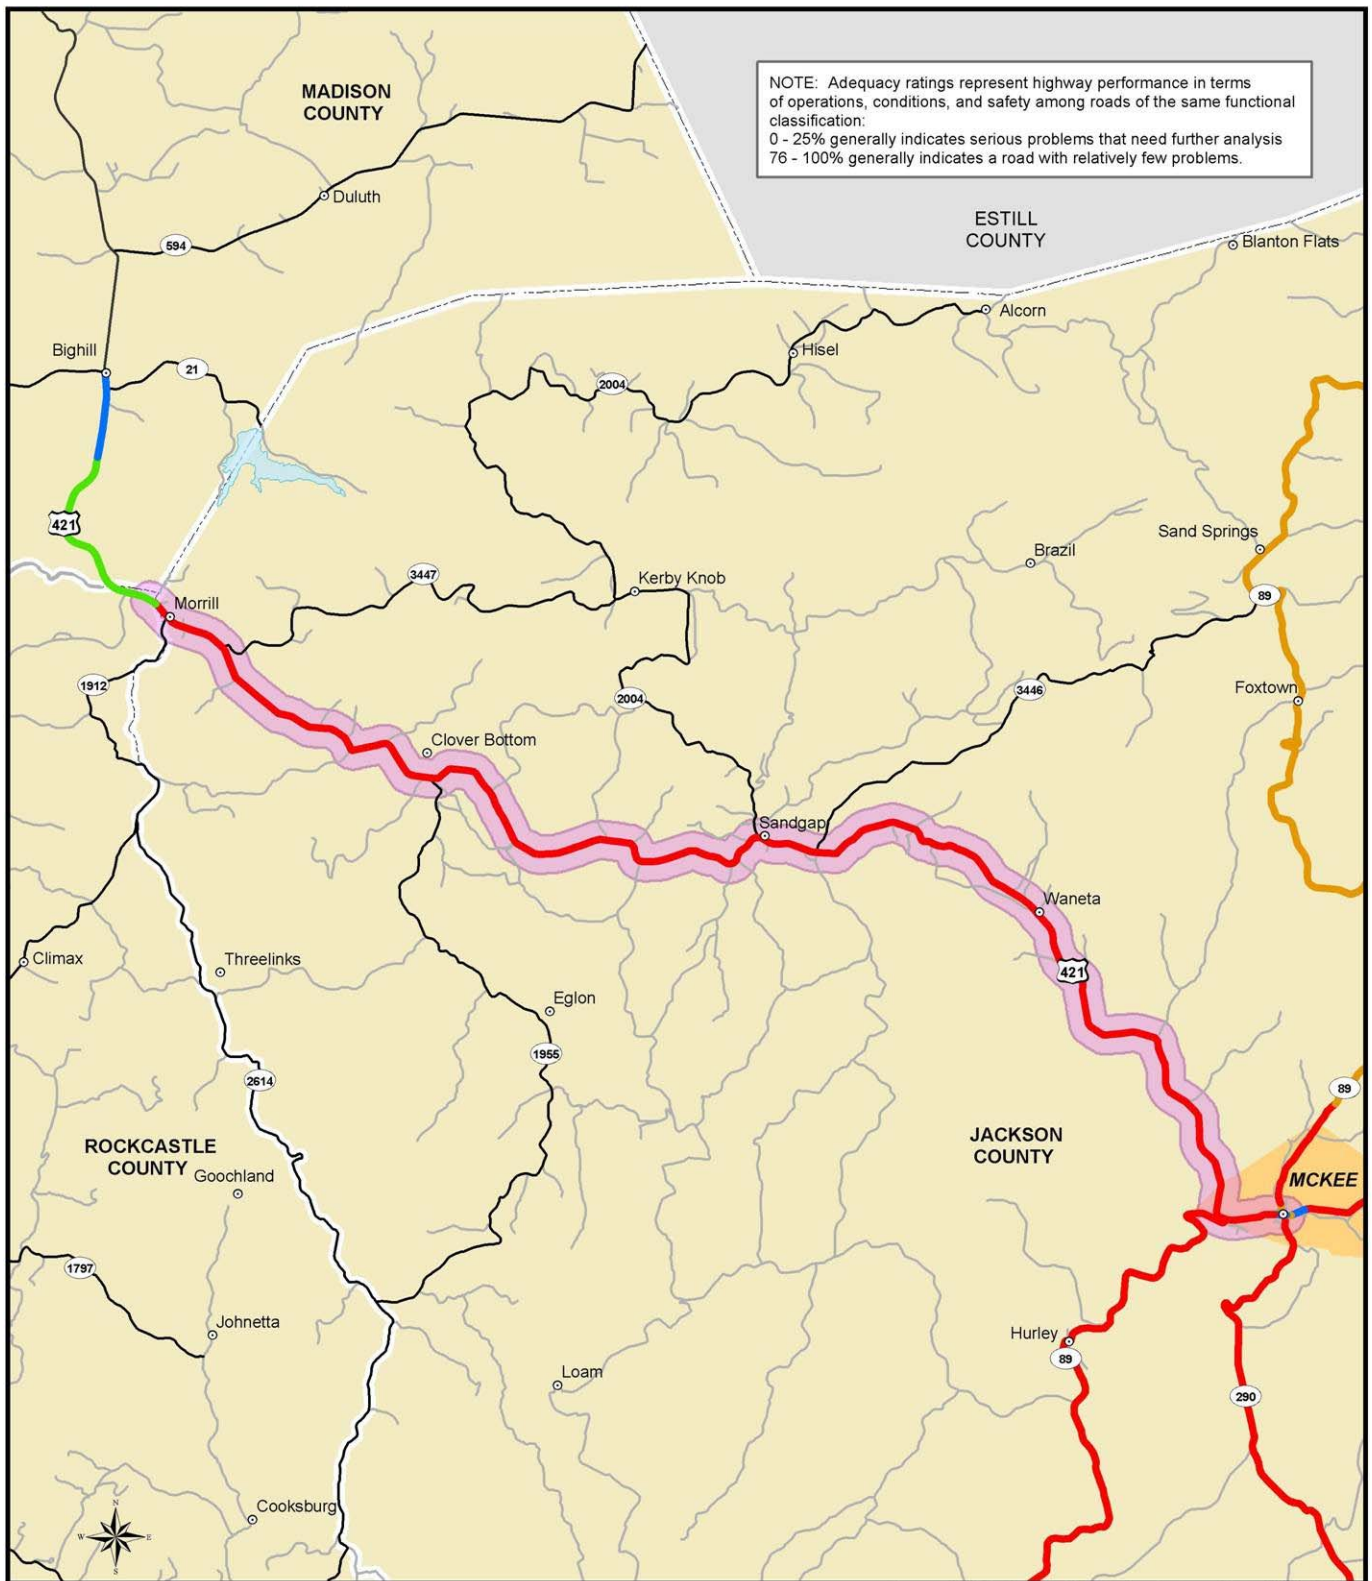 MADISON
COUNTY
NOTE: Adequacy ratings represent highway performance in terms
of operations, conditions, and safety among roads of the same functional
classification:
0 - 25% generally indicates serious problems that need further analysis
76 - 100% generally indicates a road with relatively few problems.
Duluth
ESTILL
COUNTY
594
Blanton Flats
Alcorn
Bighill
Hisel
21
2004
421
Sand Springs
Brazil
3447
Kerby Knob
89
Morrill
1912
2004
3446
Foxtown
Clover Bottom
Sandgap
Waneta
Climax
Threelinks
421
Eglon
1955
2614
89
ROCKCASTLE
COUNTY
JACKSON
COUNTY
Goochland
MCKEE
1797
Johnetta
Hurley
89
Loam
290
Cooksburg
N
W
E
S